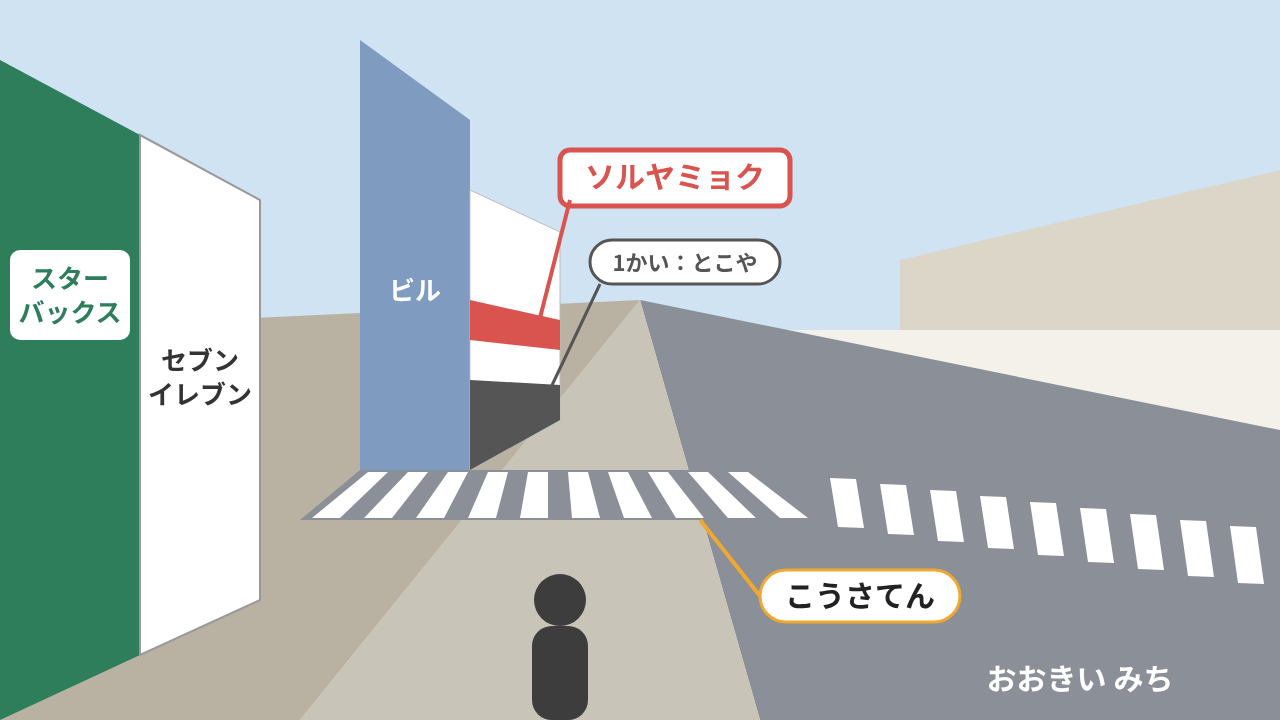 スター
バックス
セブン
イレブン
ビル
ソルヤミョク
1かい：とこや
こうさてん
おおきい みち